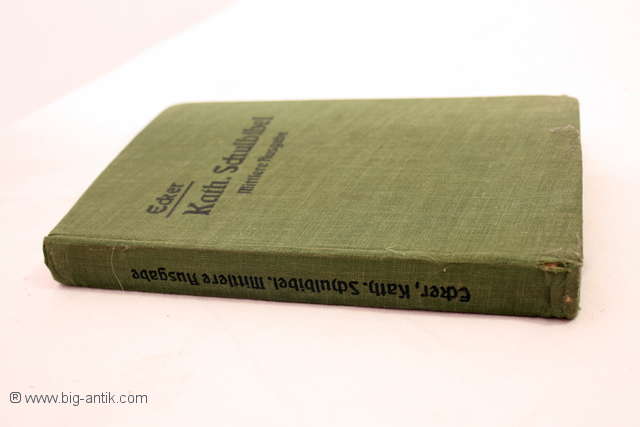 Ecker
Kath. Schulbibel
Mittlere Ausgabe
Ecker, Kath. Schulbibel. Mittlere Ausgabe
® www.big-antik.com